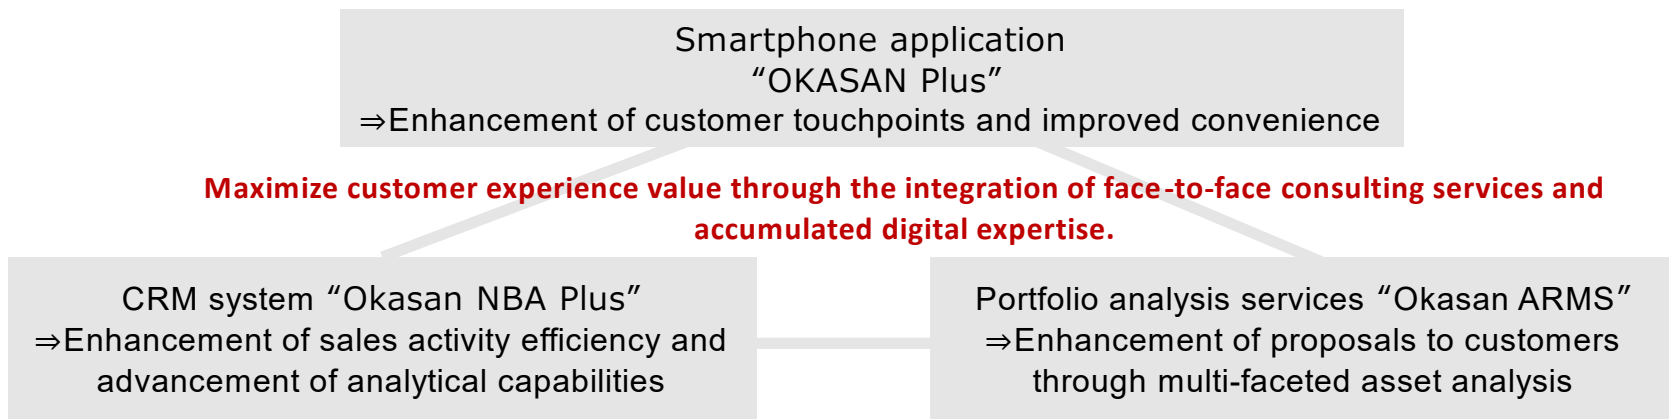 Smartphone application
“OKASAN Plus”
⇒Enhancement of customer touchpoints and improved convenience
Maximize customer experience value through the integration of face-to-face consulting services and
accumulated digital expertise.
CRM system “Okasan NBA Plus”
⇒Enhancement of sales activity efficiency and
advancement of analytical capabilities
Portfolio analysis services “Okasan ARMS”
⇒Enhancement of proposals to customers
through multi-faceted asset analysis